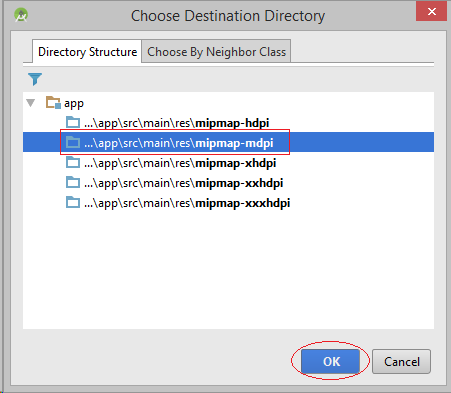 Choose Destination Directory
Directory Structure
Choose By Neighbor Class
app
...\app\src\main\res\mipmap-hdpi
...\app\src\main\res\mipmap-mdpi
...\app\src\main\res\mipmap-xhdpi
...\app\src\main\res\mipmap-xxhdpi
...\app\src\main\res\mipmap-xxxhdpi
OK
Cancel